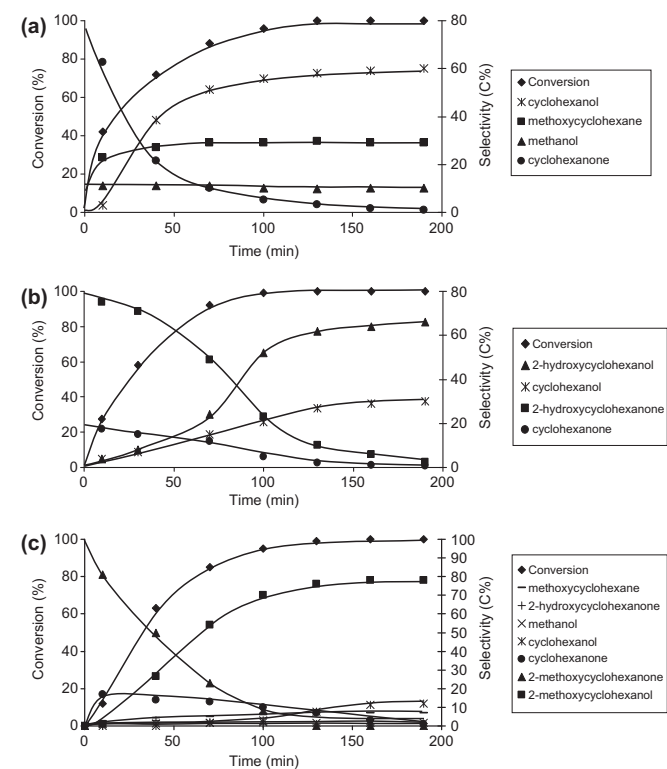 (a)
100
80
60
40
20
0
Conversion (%)
80
60
40
20
0
Selectivity (C%)
0
50
100
150
200
Time (min)
Conversion
cyclohexanol
methoxycyclohexane
methanol
cyclohexanone
(b)
100
80
60
40
20
0
Conversion (%)
80
60
40
20
0
Selectivity (C%)
0
50
100
150
200
Time (min)
Conversion
2-hydroxycyclohexanol
cyclohexanol
2-hydroxycyclohexanone
cyclohexanone
(c)
100
80
60
40
20
0
Conversion (%)
100
90
80
70
60
50
40
30
20
10
0
Selectivity (C%)
0
50
100
150
200
Time (min)
Conversion
methoxycyclohexane
2-hydroxycyclohexanone
methanol
cyclohexanol
cyclohexanone
2-methoxycyclohexanone
2-methoxycyclohexanol